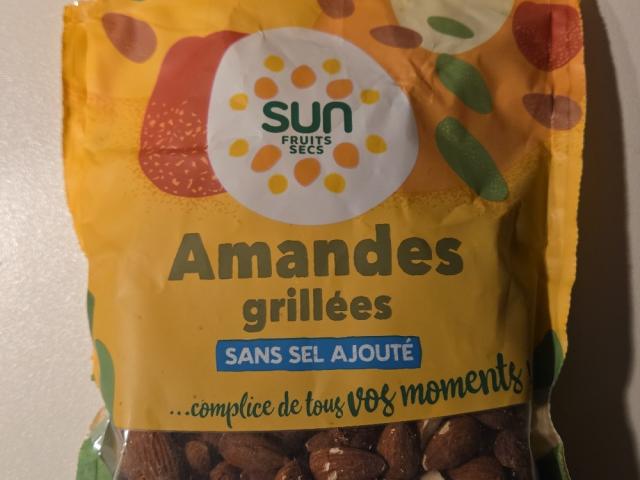 sun
FRUITS
SECS
Amandes
grillées
SANS SEL AJOUTÉ
...complice de tous vos moments !